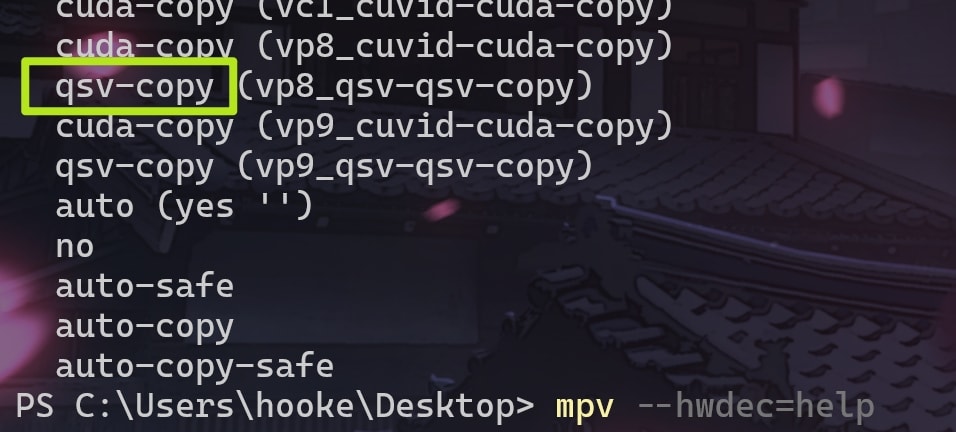 cuda-copy (vc1_cuvid-cuda-copy)
cuda-copy (vp8_cuvid-cuda-copy)
qsv-copy (vp8_qsv-qsv-copy)
cuda-copy (vp9_cuvid-cuda-copy)
qsv-copy (vp9_qsv-qsv-copy)
auto (yes '')
no
auto-safe
auto-copy
auto-copy-safe
PS C:\Users\hooke\Desktop> mpv --hwdec=help